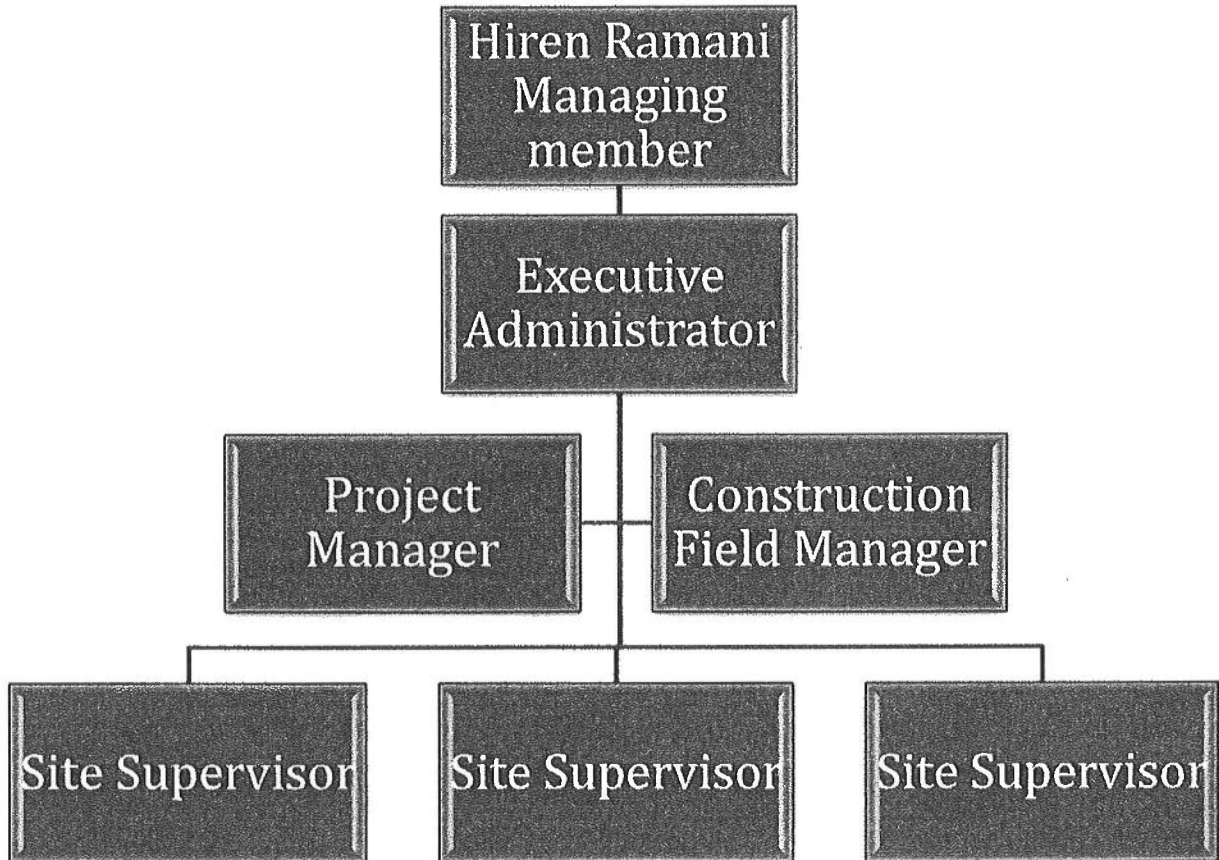 Hiren Ramani
Managing
member
Executive
Administrator
Project
Manager
Construction
Field Manager
Site Supervisor
Site Supervisor
Site Supervisor